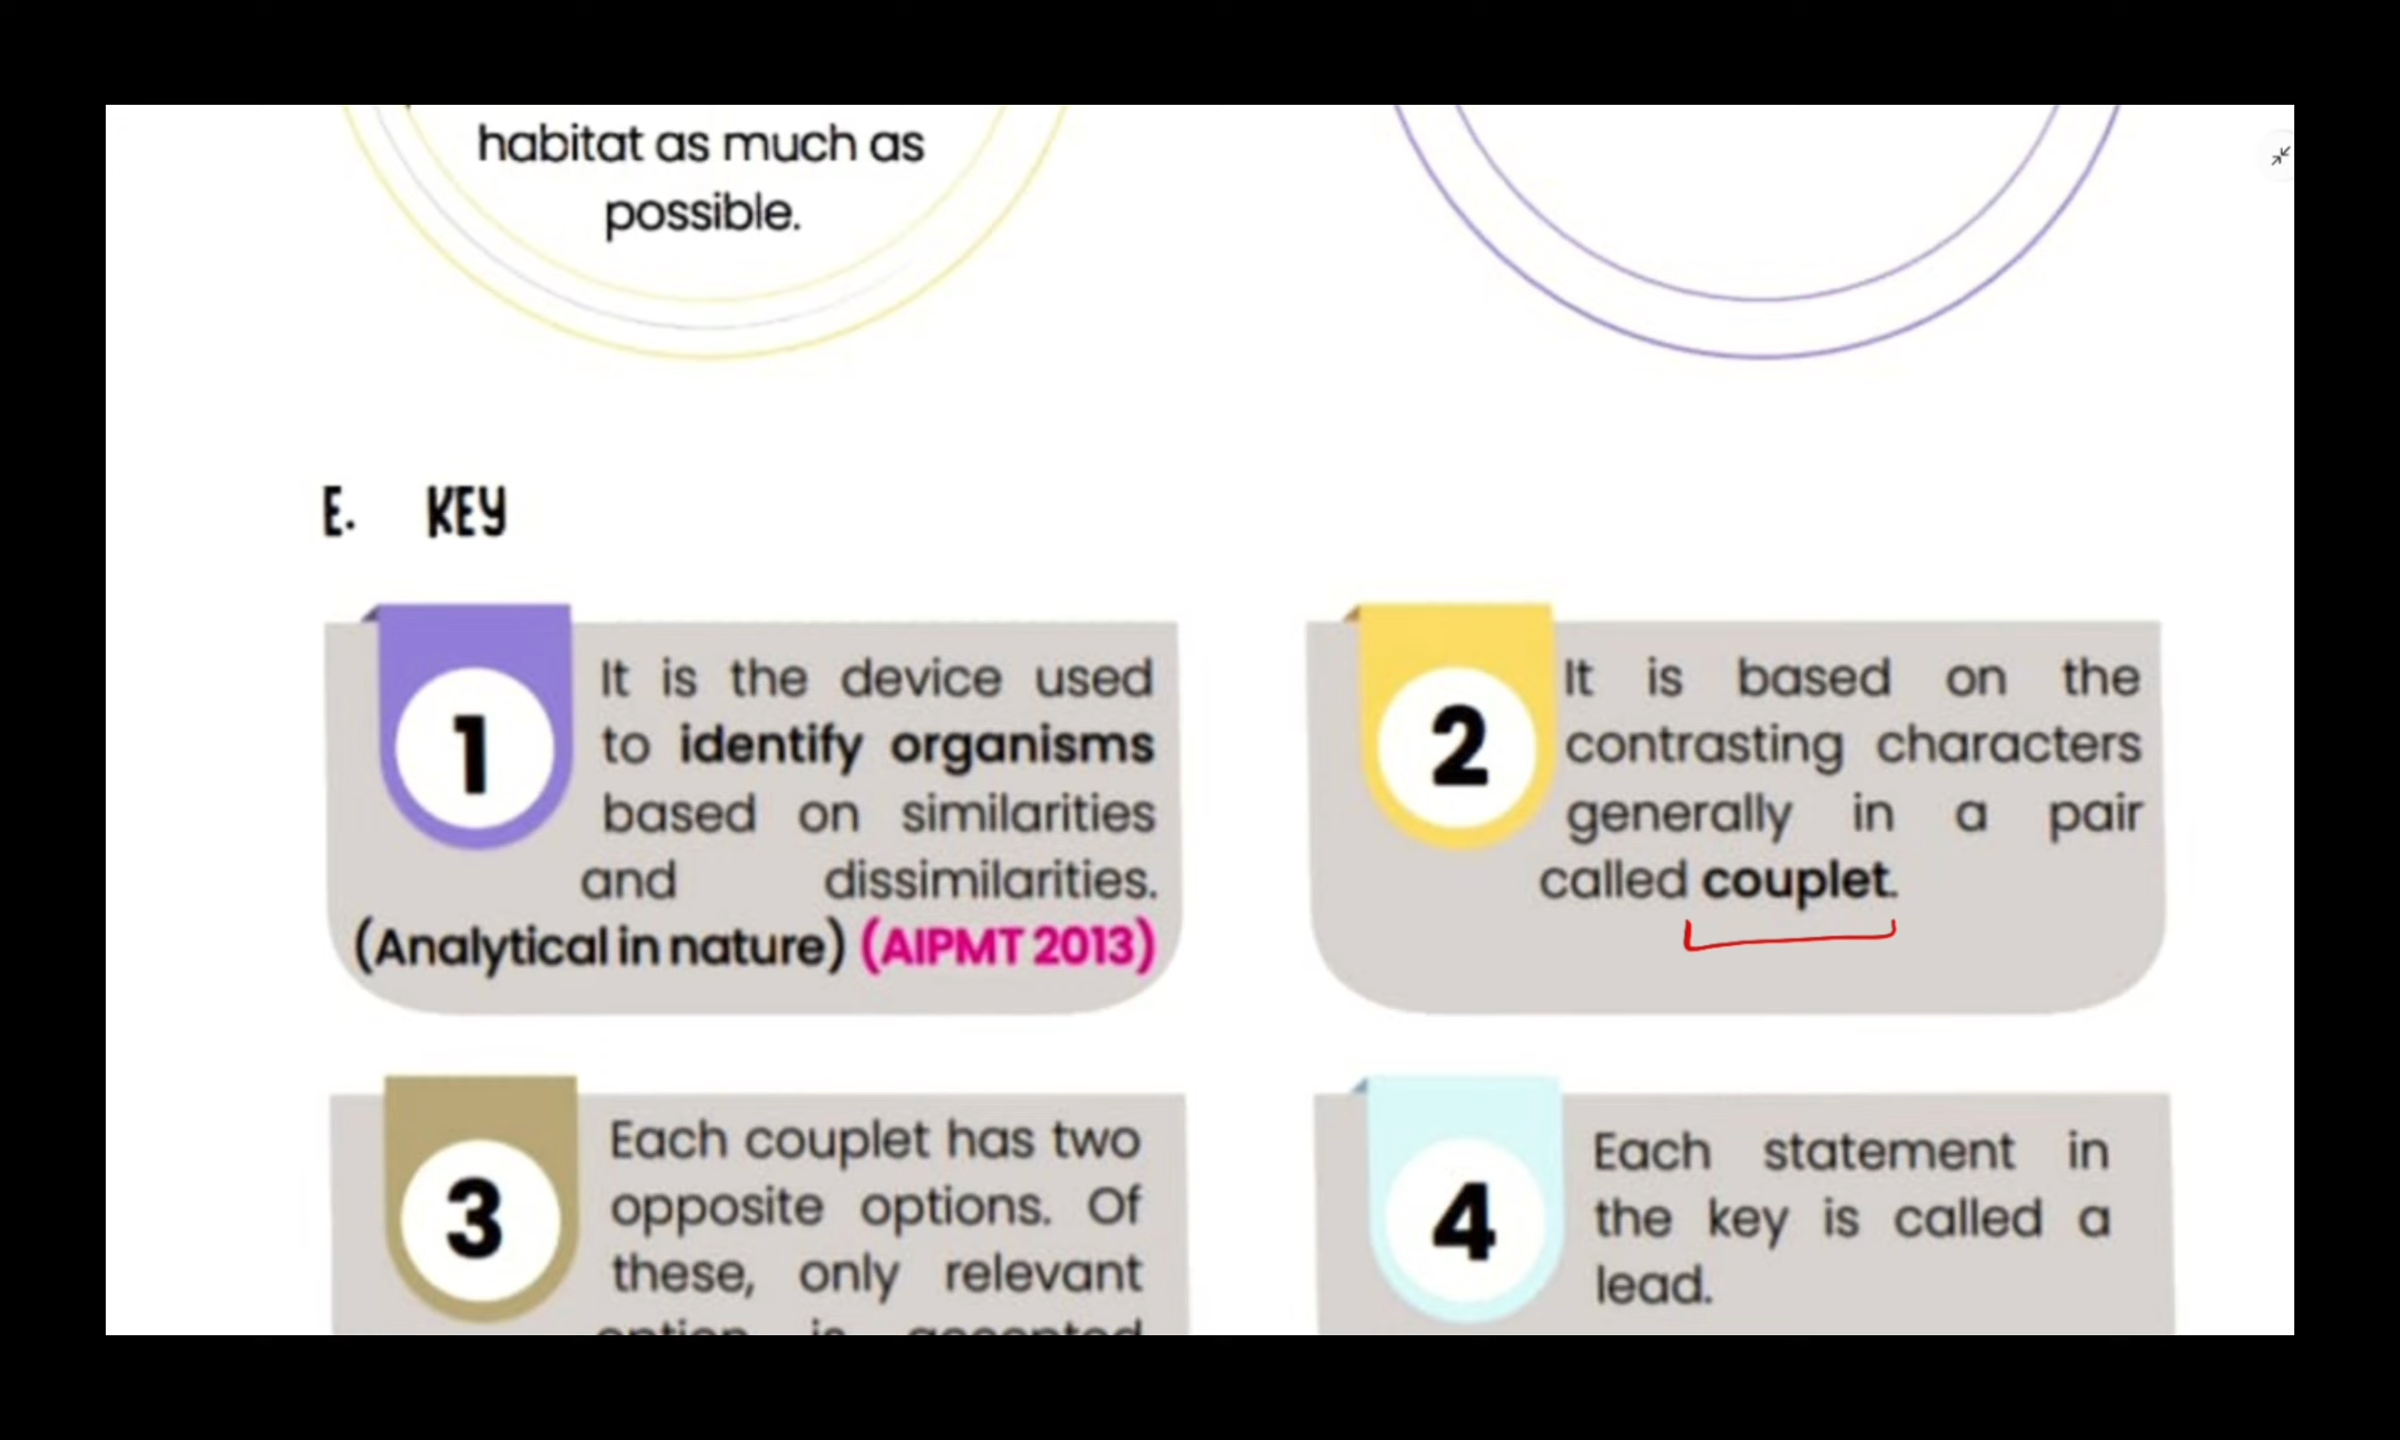 habitat as much as
possible.
E. KEY
1
It is the device used
to identify organisms
based on similarities
and dissimilarities.
(Analytical in nature) (AIPMT 2013)
2
It is based on the
contrasting characters
generally in a pair
called couplet.
3
Each couplet has two
opposite options. Of
these, only relevant
option is accepted
4
Each statement in
the key is called a
lead.